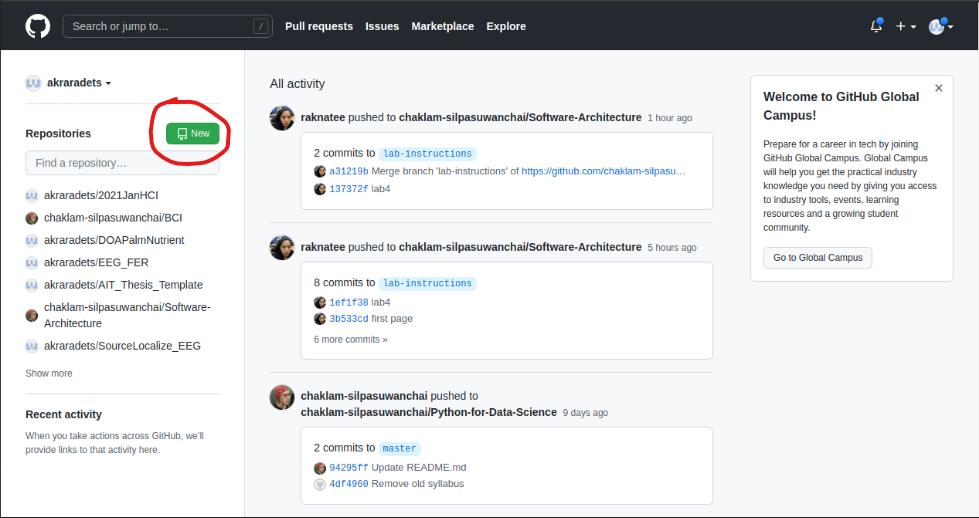 Search or jump to… /
Pull requests Issues Marketplace Explore
akraradets
Repositories
New
Find a repository…
akraradets/2021JanHCI
chaklam-silpasuwanchai/BCI
akraradets/DOAPalmNutrient
akraradets/EEG_FER
akraradets/AIT_Thesis_Template
chaklam-silpasuwanchai/Software-
Architecture
akraradets/SourceLocalize_EEG
Show more
Recent activity
When you take actions across GitHub, we'll
provide links to that activity here.
All activity
raknatee pushed to chaklam-silpasuwanchai/Software-Architecture 1 hour ago
2 commits to lab-instructions
a31219b Merge branch 'lab-instructions' of https://github.com/chaklam-silpasu…
137372f lab4
raknatee pushed to chaklam-silpasuwanchai/Software-Architecture 5 hours ago
8 commits to lab-instructions
1ef1f38 lab4
3b533cd first page
6 more commits »
chaklam-silpasuwanchai pushed to
chaklam-silpasuwanchai/Python-for-Data-Science 9 days ago
2 commits to master
94295ff Update README.md
4df4960 Remove old syllabus
Welcome to GitHub Global
Campus!
Prepare for a career in tech by joining
GitHub Global Campus. Global Campus
will help you get the practical industry
knowledge you need by giving you access
to industry tools, events, learning
resources and a growing student
community.
Go to Global Campus